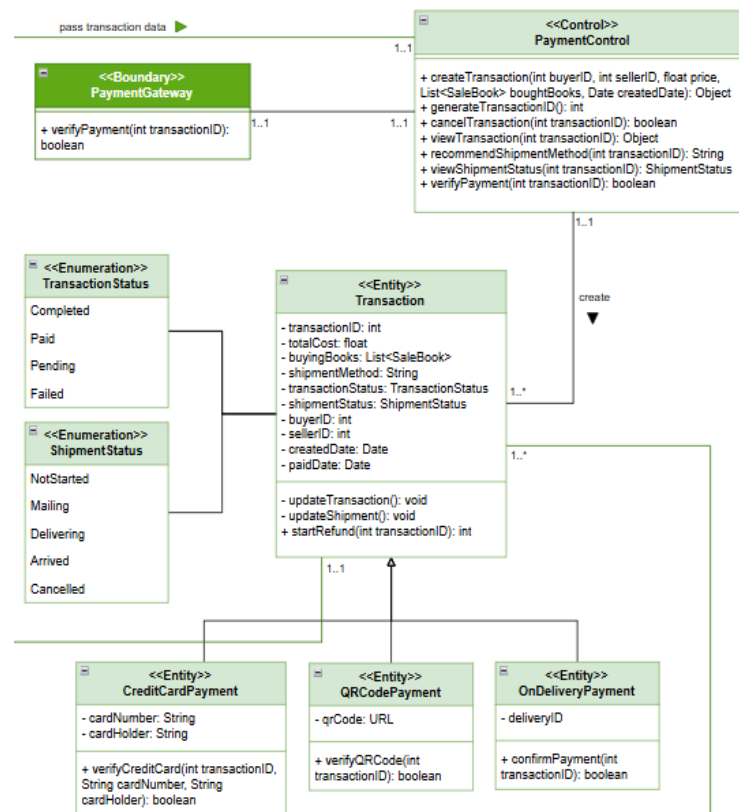 pass transaction data
1..1
<<Control>>
PaymentControl
+ createTransaction(int buyerID, int sellerID, float price,
List<SaleBook> boughtBooks, Date createdDate): Object
+ generateTransactionID(): int
+ cancelTransaction(int transactionID): boolean
+ viewTransaction(int transactionID): Object
+ recommendShipmentMethod(int transactionID): String
+ viewShipmentStatus(int transactionID): ShipmentStatus
+ verifyPayment(int transactionID): boolean
<<Boundary>>
PaymentGateway
+ verifyPayment(int transactionID):
boolean
1..1
1..1
1..1
create
<<Enumeration>>
TransactionStatus
Completed
Paid
Pending
Failed
<<Enumeration>>
ShipmentStatus
NotStarted
Mailing
Delivering
Arrived
Cancelled
<<Entity>>
Transaction
- transactionID: int
- totalCost: float
- buyingBooks: List<SaleBook>
- shipmentMethod: String
- transactionStatus: TransactionStatus
- shipmentStatus: ShipmentStatus
- buyerID: int
- sellerID: int
- createdDate: Date
- paidDate: Date
- updateTransaction(): void
- updateShipment(): void
+ startRefund(int transactionID): int
1..*
1..*
1..1
<<Entity>>
CreditCardPayment
- cardNumber: String
- cardHolder: String
+ verifyCreditCard(int transactionID,
String cardNumber, String
cardHolder): boolean
<<Entity>>
QRCodePayment
- qrCode: URL
+ verifyQRCode(int
transactionID): boolean
<<Entity>>
OnDeliveryPayment
- deliveryID
+ confirmPayment(int
transactionID): boolean